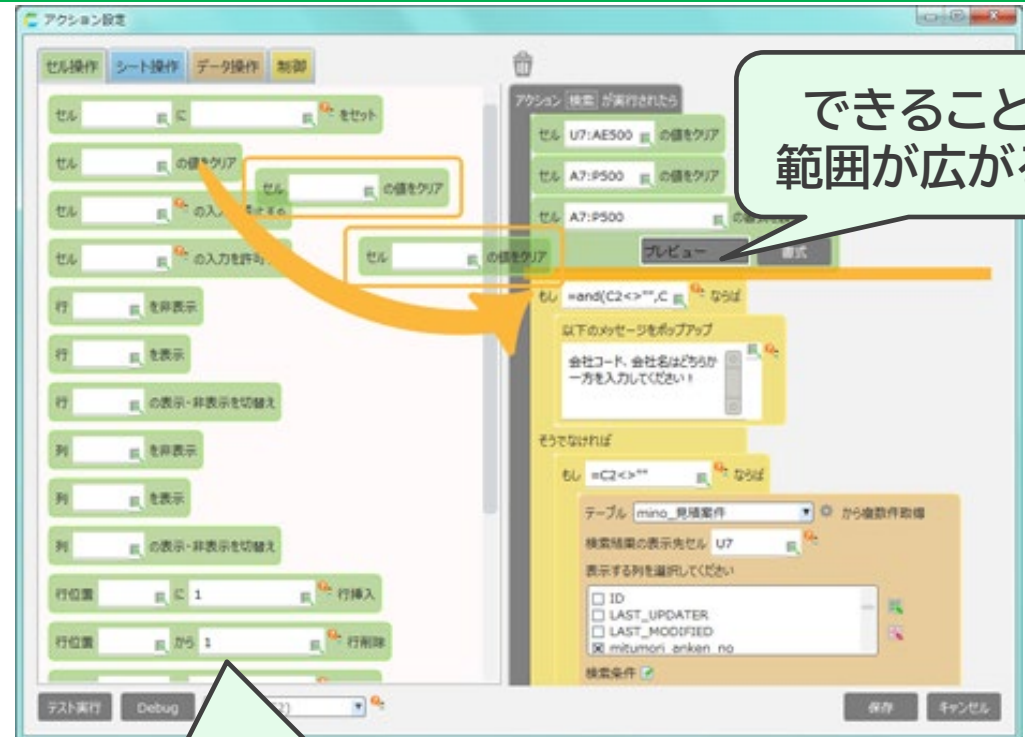 アクション設定
セル操作 シート操作 データ操作 制御
セル に をセット
セル の値をクリア
セル の値をクリア
セル の値をクリア
セル の入力
セル の入力を許可
行 を非表示
行 を表示
行 の表示・非表示を切替え
列 を非表示
列 を表示
列 の表示・非表示を切替え
行位置 に 1 行挿入
行位置 から 1 行削除
テスト実行 Debug
アクション 検索 が実行されたら
セル U7:AE500 の値をクリア
セル A7:P500 の値をクリア
セル A7:P500
プレビュー 書式
できること
範囲が広がる
もし =and(C2<>"",C ならば
以下のメッセージをポップアップ
会社コード、会社名はどちらか
一方を入力してください!
そうでなければ
もし =C2<>"" ならば
テーブル mino_見積案件 から複数件取得
検索結果の表示先セル U7
表示する列を選択してください
ID
LAST_UPDATER
LAST_MODIFIED
mitumori_anken_no
検索条件
保存 キャンセル